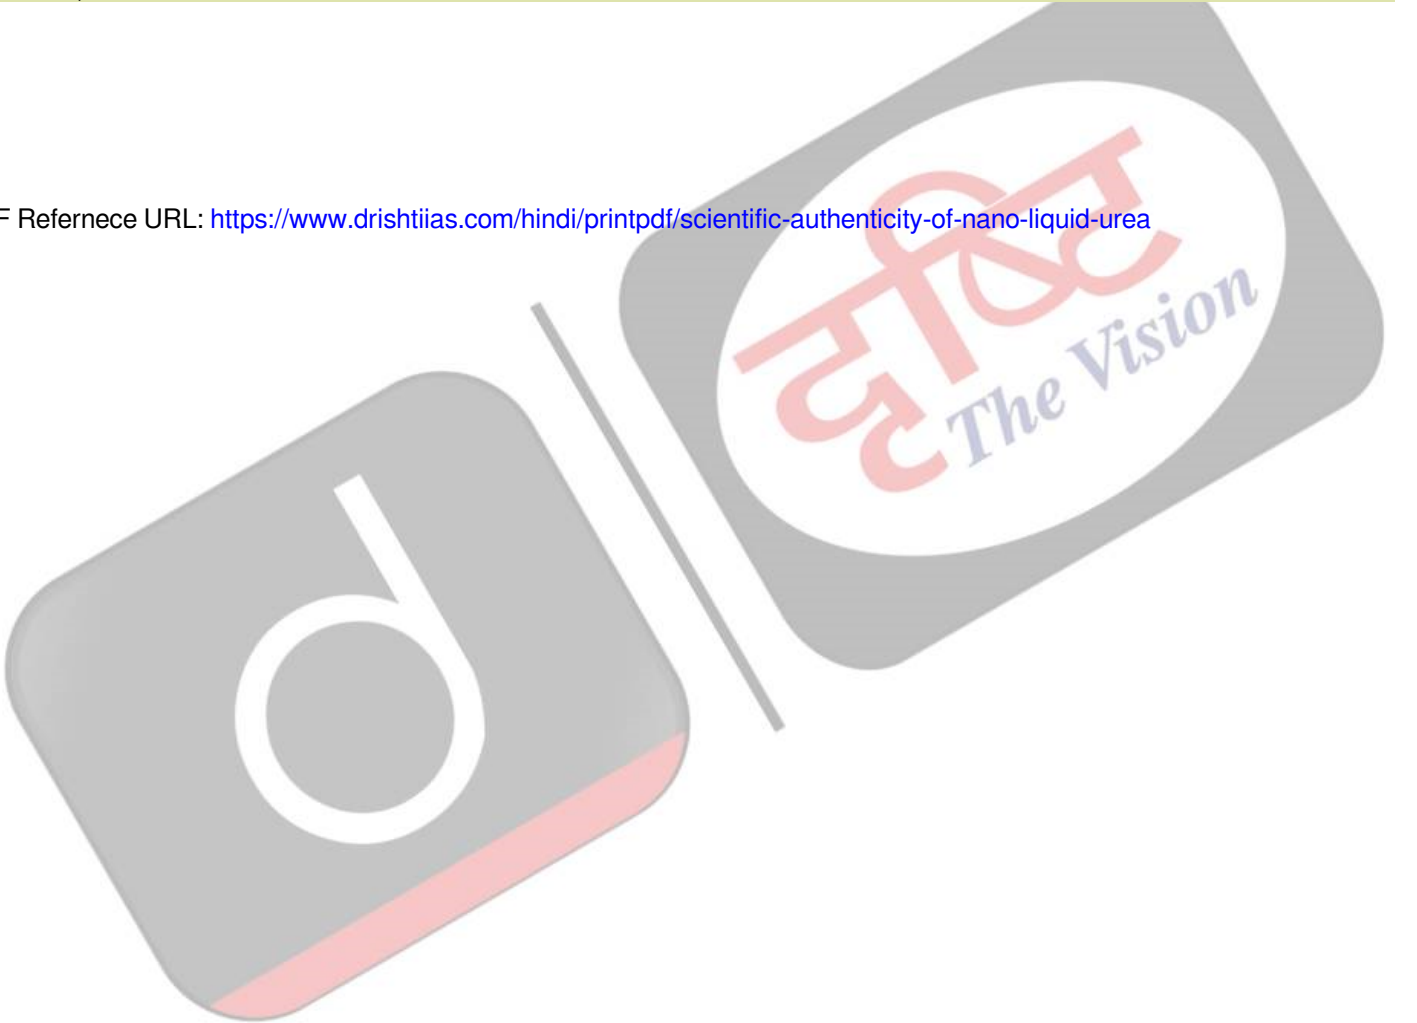 F Refernece URL: https://www.drishtiias.com/hindi/printpdf/scientific-authenticity-of-nano-liquid-urea
दृष्टि
The Vision
d